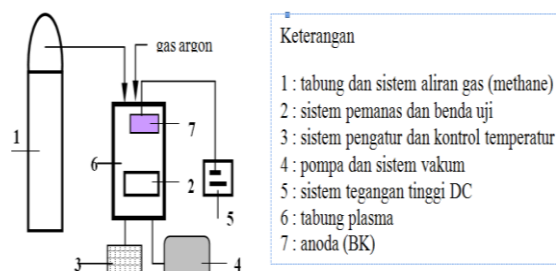 gas argon
1
7
6
2
5
3
4
Keterangan
1 : tabung dan sistem aliran gas (methane)
2 : sistem pemanas dan benda uji
3 : sistem pengatur dan kontrol temperatur
4 : pompa dan sistem vakum
5 : sistem tegangan tinggi DC
6 : tabung plasma
7 : anoda (BK)